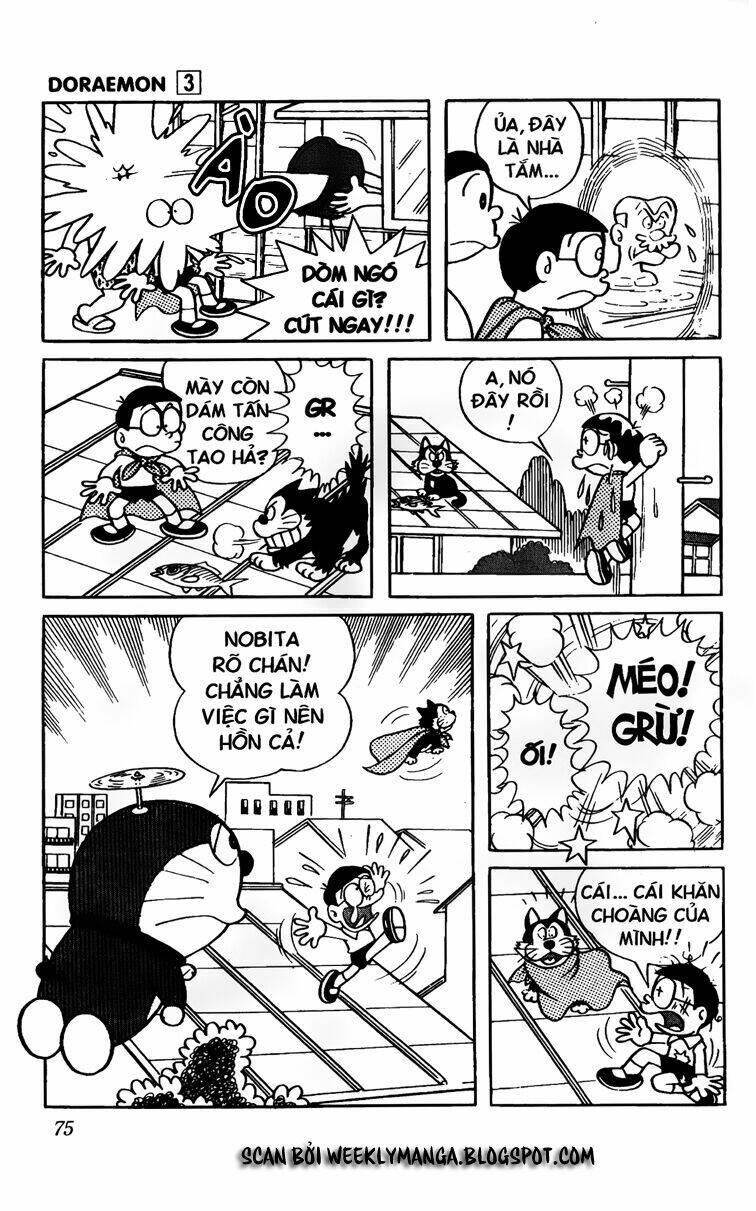 DORAEMON 3
ỦA, ĐÂY
LÀ NHÀ
TẮM...
ÁO
DÒM NGÓ
CÁI GÌ?
CÚT NGAY!!!
A, NÓ
ĐÂY RỒI
!
GR
...
MÀY CÒN
DÁM TẤN
CÔNG
TAO HẢ?
MÉO!
GRỪ!
ỐI!
CÁI... CÁI KHĂN
CHOÀNG CỦA
MÌNH!!
NOBITA
RÕ CHÁN!
CHẲNG LÀM
VIỆC GÌ NÊN
HỒN CẢ!
75
SCAN BỞI WEEKLYMANGA.BLOGSPOT.COM